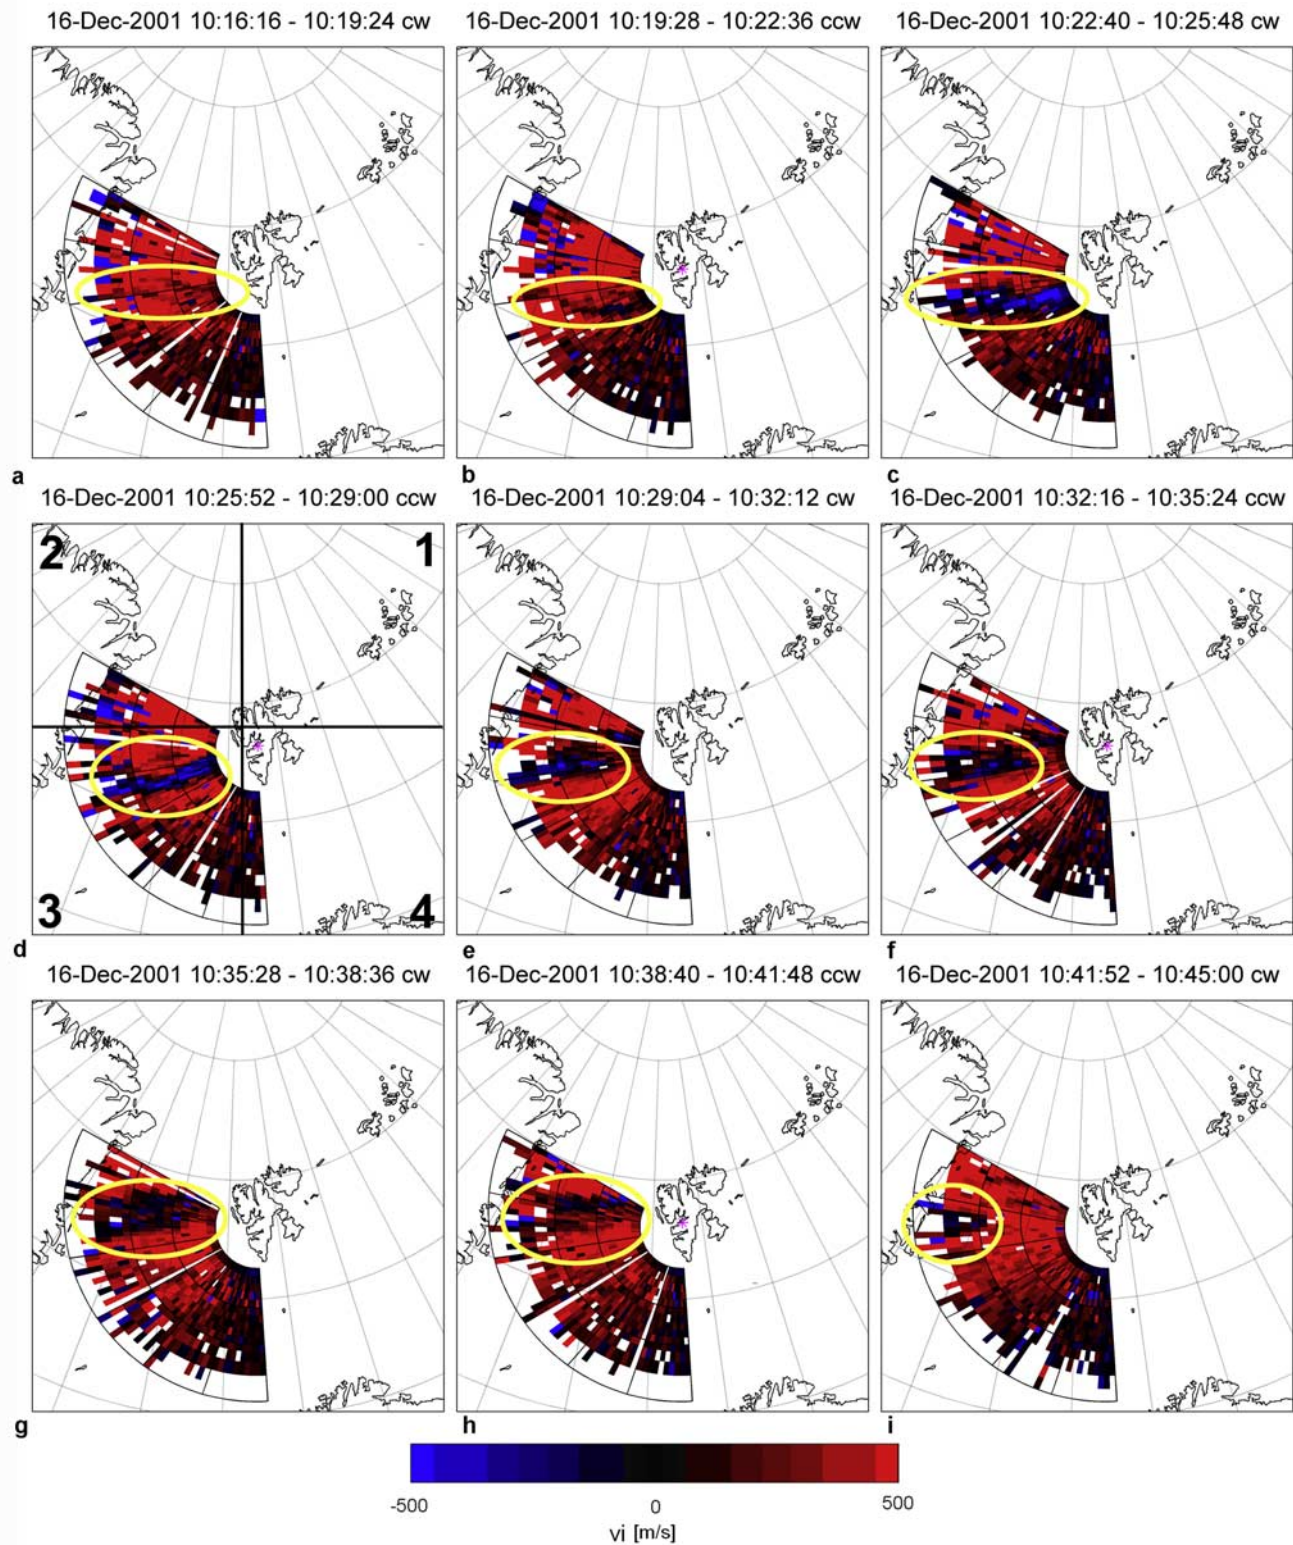 16-Dec-2001 10:16:16 - 10:19:24 cw
16-Dec-2001 10:19:28 - 10:22:36 ccw
16-Dec-2001 10:22:40 - 10:25:48 cw
a
b
c
16-Dec-2001 10:25:52 - 10:29:00 ccw
16-Dec-2001 10:29:04 - 10:32:12 cw
16-Dec-2001 10:32:16 - 10:35:24 ccw
2
1
3
4
d
e
f
16-Dec-2001 10:35:28 - 10:38:36 cw
16-Dec-2001 10:38:40 - 10:41:48 ccw
16-Dec-2001 10:41:52 - 10:45:00 cw
g
h
i
-500
0
500
vi [m/s]